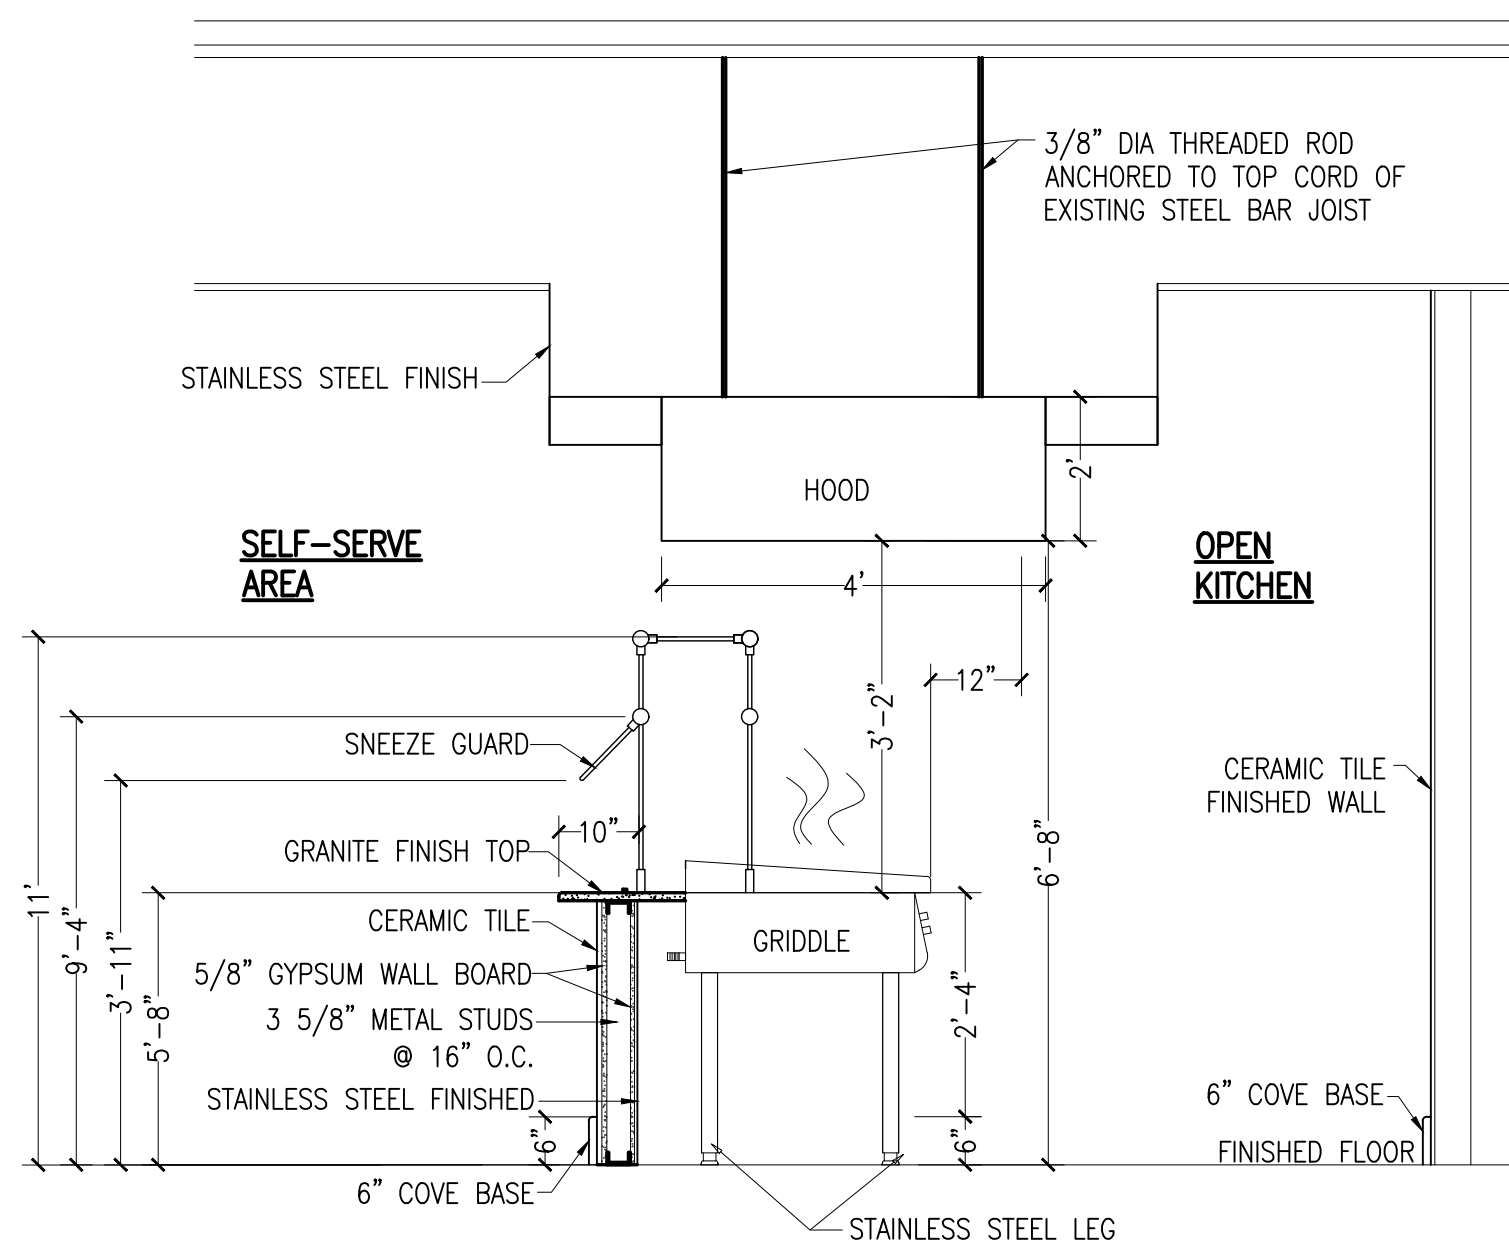 3/8" DIA THREADED ROD
ANCHORED TO TOP CORD OF
EXISTING STEEL BAR JOIST
STAINLESS STEEL FINISH
2'
HOOD
SELF-SERVE
AREA
OPEN
KITCHEN
4'
12"
3'-2"
SNEEZE GUARD
CERAMIC TILE
FINISHED WALL
10"
GRANITE FINISH TOP
6'-8"
11'
9'-4"
3'-11"
5'-8"
CERAMIC TILE
GRIDDLE
5/8" GYPSUM WALL BOARD
2'-4"
3 5/8" METAL STUDS
@ 16" O.C.
STAINLESS STEEL FINISHED
6" COVE BASE
6"
6"
FINISHED FLOOR
6" COVE BASE
STAINLESS STEEL LEG